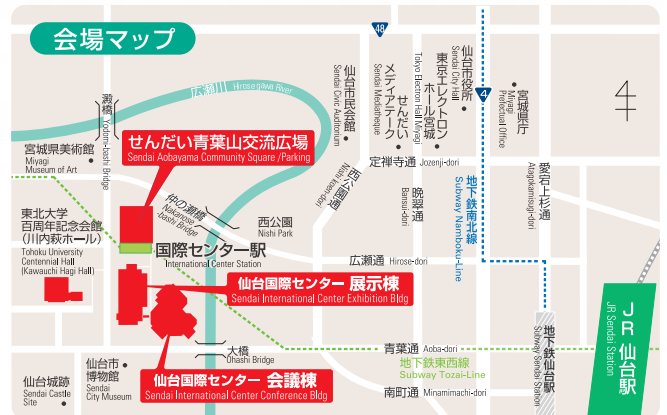 会場マップ
48
広瀬川 Hirosegawa River
澱橋
Yodomi-bashi Bridge
仙台市民会館
Sendai Civic Auditorium
せんだい
メディアテーク
Sendai Mediatheque
東京エレクトロン
ホール宮城
Tokyo Electron Hall Miyagi
仙台市役所
Sendai City Hall
4
宮城県庁
Miyagi
Prefectual Office
宮城県美術館
Miyagi
Museum of Art
せんだい青葉山交流広場
Sendai Aobayama Community Square /Parking
定禅寺通 Jozenji-dori
西公園通
Nishi koen-dori
晩翠通
Bansui-dori
地下鉄南北線
Subway Namboku-Line
愛宕上杉通
Atagokamisugi-dori
東北大学
百周年記念会館
(川内萩ホール)
Tohoku University
Centennial Hall
(Kawauchi Hagi Hall)
仲の瀬橋
Nakanose
-bashi Bridge
西公園
Nishi Park
国際センター駅
International Center Station
広瀬通 Hirose-dori
仙台国際センター 展示棟
Sendai International Center Exhibition Bldg
JR 仙台駅
JR Sendai Station
地下鉄仙台駅
Subway Sendai Station
青葉通 Aoba-dori
地下鉄東西線
Subway Tozai-Line
大橋
Ohashi Bridge
仙台市
博物館
Sendai
City Museum
仙台城跡
Sendai Castle
Site
仙台国際センター 会議棟
Sendai International Center Conference Bldg
南町通 Minamimachi-dori